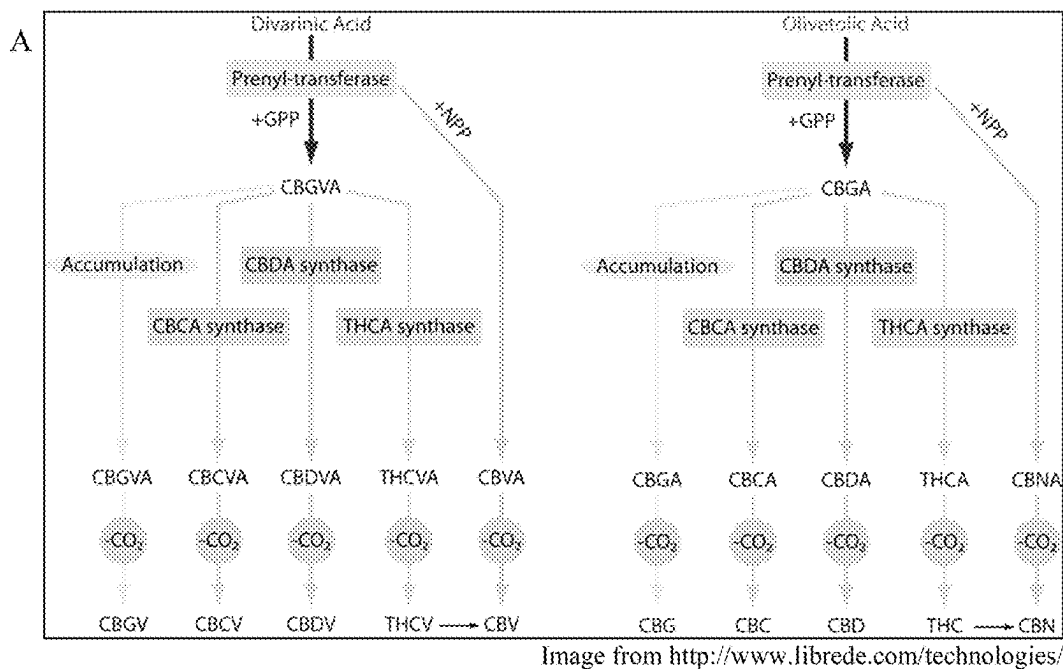 A
Divarinic Acid
Olivetolic Acid
Prenyl-transferase
Prenyl-transferase
+GPP
+NPP
+GPP
+NPP
CBGVA
CBGA
Accumulation
CBDA synthase
Accumulation
CBDA synthase
CBCA synthase
THCA synthase
CBCA synthase
THCA synthase
CBGVA CBCVA CBDVA THCVA CBVA
CBGA CBCA CBDA THCA CBNA
-CO₂ -CO₂ -CO₂ -CO₂ -CO₂
-CO₂ -CO₂ -CO₂ -CO₂ -CO₂
CBGV CBCV CBDV THCV CBV
CBG CBC CBD THC CBN
Image from http://www.librede.com/technologies/